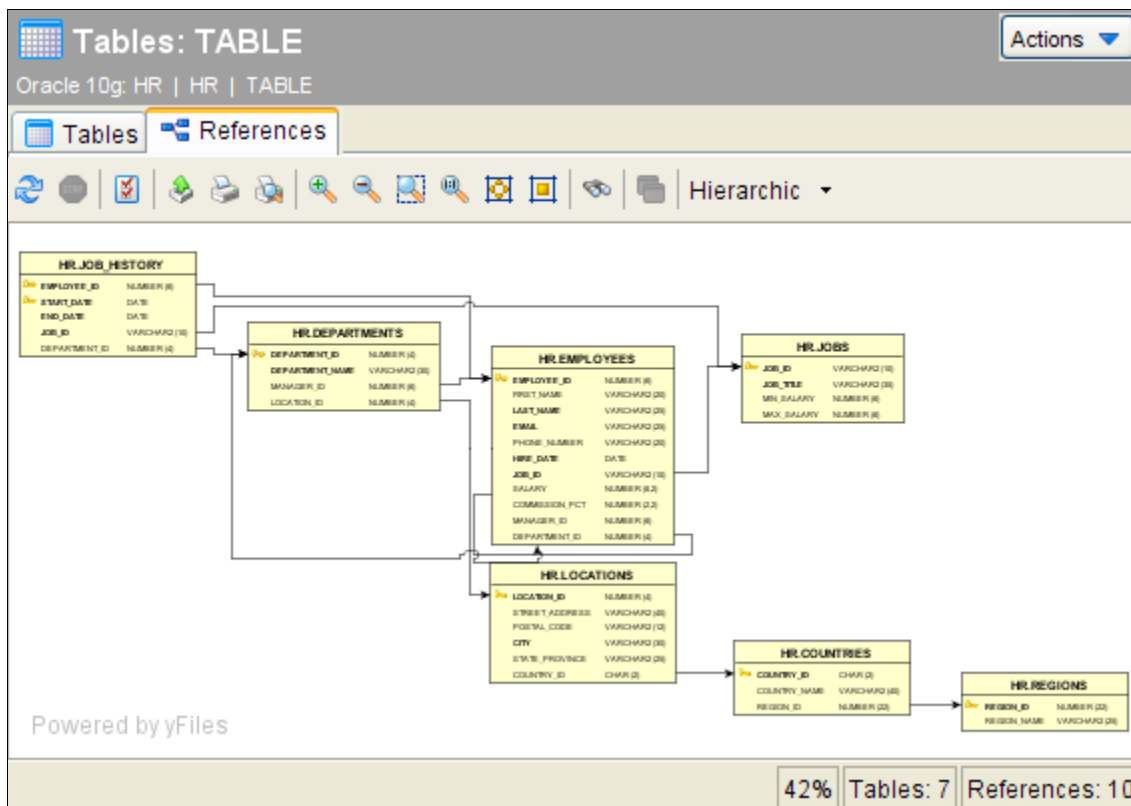 Tables: TABLE
Actions
Oracle 10g: HR | HR | TABLE
Tables
References
STOP
1:1
Hierarchic
HR.JOB_HISTORY
EMPLOYEE_ID NUMBER (6)
START_DATE DATE
END_DATE DATE
JOB_ID VARCHAR2 (10)
DEPARTMENT_ID NUMBER (4)
HR.DEPARTMENTS
DEPARTMENT_ID NUMBER (4)
DEPARTMENT_NAME VARCHAR2 (30)
MANAGER_ID NUMBER (6)
LOCATION_ID NUMBER (4)
HR.EMPLOYEES
EMPLOYEE_ID NUMBER (6)
FIRST_NAME VARCHAR2 (20)
LAST_NAME VARCHAR2 (25)
EMAIL VARCHAR2 (25)
PHONE_NUMBER VARCHAR2 (20)
HIRE_DATE DATE
JOB_ID VARCHAR2 (10)
SALARY NUMBER (8,2)
COMMISSION_PCT NUMBER (2,2)
MANAGER_ID NUMBER (6)
DEPARTMENT_ID NUMBER (4)
HR.JOBS
JOB_ID VARCHAR2 (10)
JOB_TITLE VARCHAR2 (35)
MIN_SALARY NUMBER (6)
MAX_SALARY NUMBER (6)
HR.LOCATIONS
LOCATION_ID NUMBER (4)
STREET_ADDRESS VARCHAR2 (40)
POSTAL_CODE VARCHAR2 (12)
CITY VARCHAR2 (30)
STATE_PROVINCE VARCHAR2 (25)
COUNTRY_ID CHAR (2)
HR.COUNTRIES
COUNTRY_ID CHAR (2)
COUNTRY_NAME VARCHAR2 (40)
REGION_ID NUMBER (22)
HR.REGIONS
REGION_ID NUMBER (22)
REGION_NAME VARCHAR2 (25)
Powered by yFiles
42% Tables: 7 References: 10